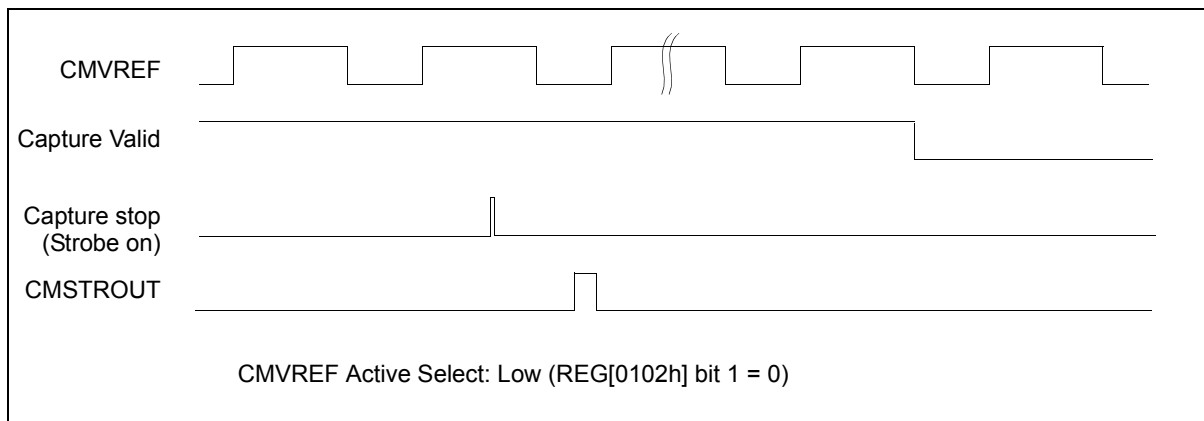 CMVREF
Capture Valid
Capture stop
(Strobe on)
CMSTROUT
CMVREF Active Select: Low (REG[0102h] bit 1 = 0)